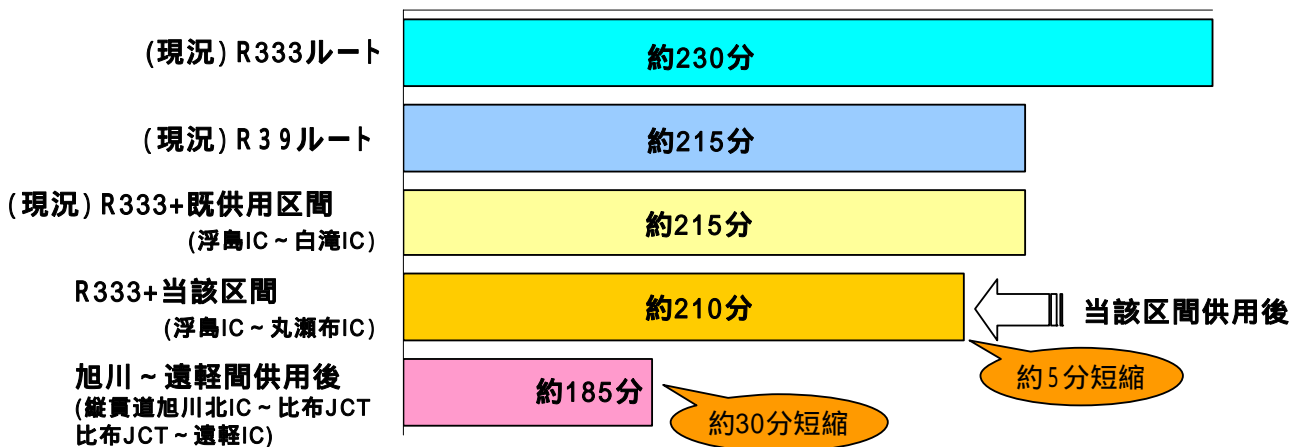 (現況) R333ルート
約230分
(現況) R39ルート
約215分
(現況) R333+既供用区間
(浮島IC～白滝IC)
約215分
R333+当該区間
(浮島IC～丸瀬布IC)
約210分
当該区間供用後
約5分短縮
旭川～遠軽間供用後
(縦貫道旭川北IC～比布JCT
比布JCT～遠軽IC)
約185分
約30分短縮